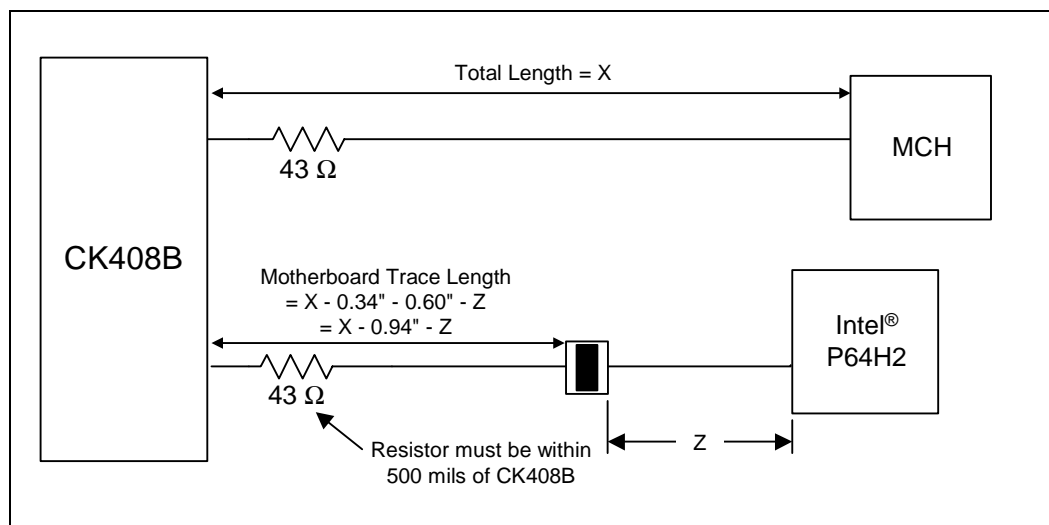 Total Length = X
MCH
43 Ω
CK408B
Motherboard Trace Length
= X - 0.34" - 0.60" - Z
= X - 0.94" - Z
Intel®
P64H2
43 Ω
Z
Resistor must be within
500 mils of CK408B